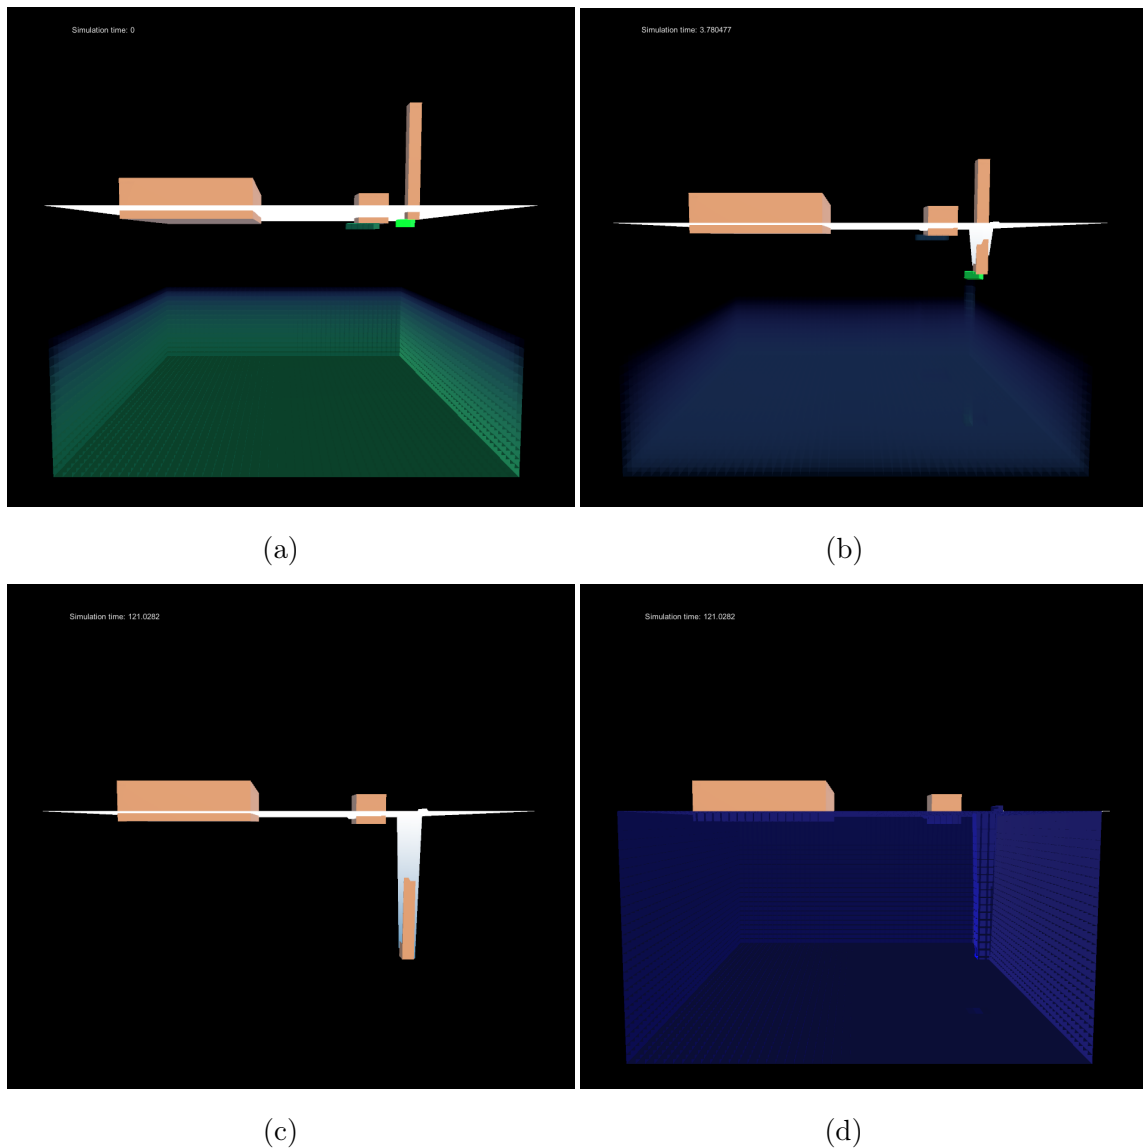 Simulation time: 0
Simulation time: 3.780477
(a)
(b)
Simulation time: 121.0282
Simulation time: 121.0282
(c)
(d)